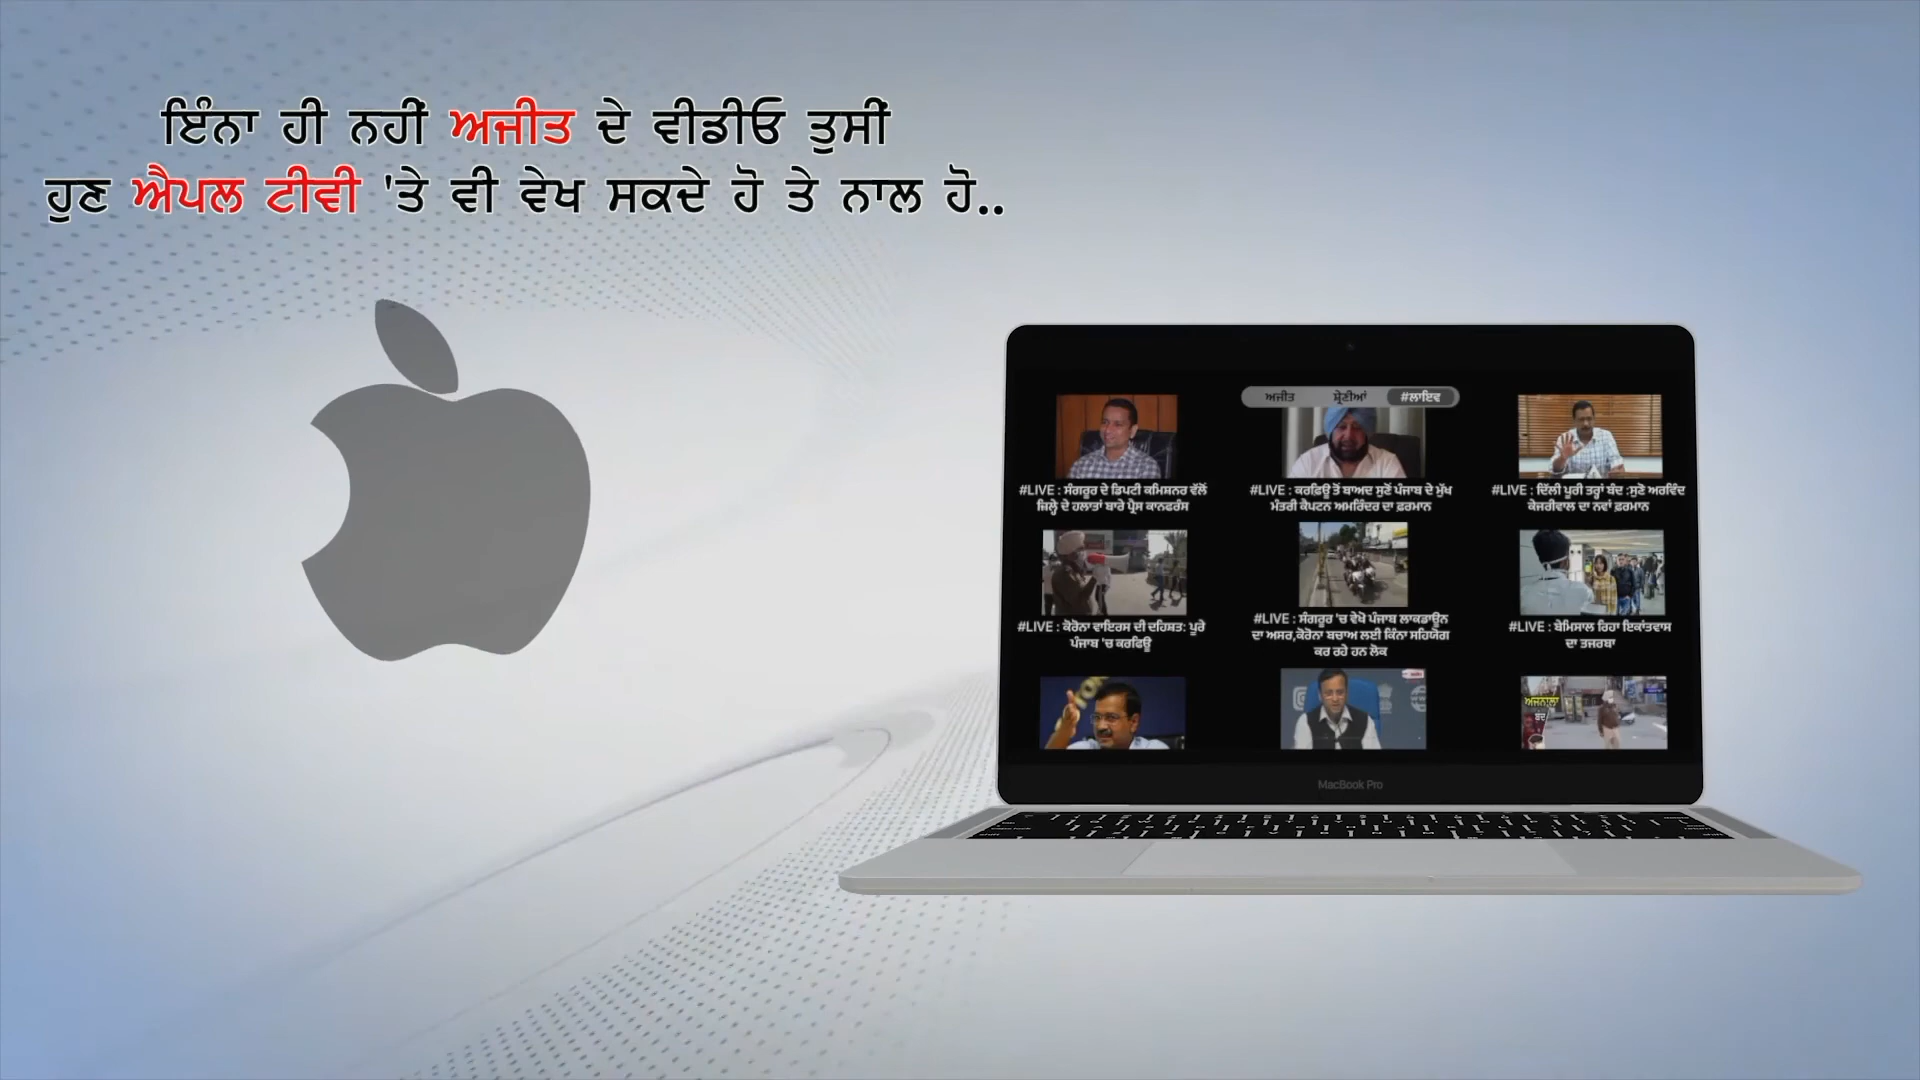 ਇੰਨਾ ਹੀ ਨਹੀਂ ਅਜੀਤ ਦੇ ਵੀਡੀਓ ਤੁਸੀਂ
ਹੁਣ ਐਪਲ ਟੀਵੀ 'ਤੇ ਵੀ ਵੇਖ ਸਕਦੇ ਹੋ ਤੇ ਨਾਲ ਹੋ..
ਅਜੀਤ ਸ਼੍ਰੇਣੀਆਂ #ਲਾਇਵ
#LIVE : ਸੰਗਰੂਰ ਦੇ ਡਿਪਟੀ ਕਮਿਸ਼ਨਰ ਵੱਲੋਂ
ਜ਼ਿਲ੍ਹੇ ਦੇ ਹਲਾਤਾਂ ਬਾਰੇ ਪ੍ਰੈਸ ਕਾਨਫਰੰਸ
#LIVE : ਕਰਫ਼ਿਊ ਤੋਂ ਬਾਅਦ ਸੁਣੋਂ ਪੰਜਾਬ ਦੇ ਮੁੱਖ
ਮੰਤਰੀ ਕੈਪਟਨ ਅਮਰਿੰਦਰ ਦਾ ਫ਼ਰਮਾਨ
#LIVE : ਦਿੱਲੀ ਪੂਰੀ ਤਰ੍ਹਾਂ ਬੰਦ :ਸੁਣੋ ਅਰਵਿੰਦ
ਕੇਜਰੀਵਾਲ ਦਾ ਨਵਾਂ ਫ਼ਰਮਾਨ
#LIVE : ਕੋਰੋਨਾ ਵਾਇਰਸ ਦੀ ਦਹਿਸ਼ਤ: ਪੂਰੇ
ਪੰਜਾਬ 'ਚ ਕਰਫਿਊ
#LIVE : ਸੰਗਰੂਰ 'ਚ ਵੇਖੋ ਪੰਜਾਬ ਲਾਕਡਾਊਨ
ਦਾ ਅਸਰ,ਕੋਰੋਨਾ ਬਚਾਅ ਲਈ ਕਿੰਨਾ ਸਹਿਯੋਗ
ਕਰ ਰਹੇ ਹਨ ਲੋਕ
#LIVE : ਬੇਮਿਸਾਲ ਰਿਹਾ ਇਕਾਂਤਵਾਸ
ਦਾ ਤਜਰਬਾ
ਅਜਨਾਲਾ
ਬੰਦ
MacBook Pro